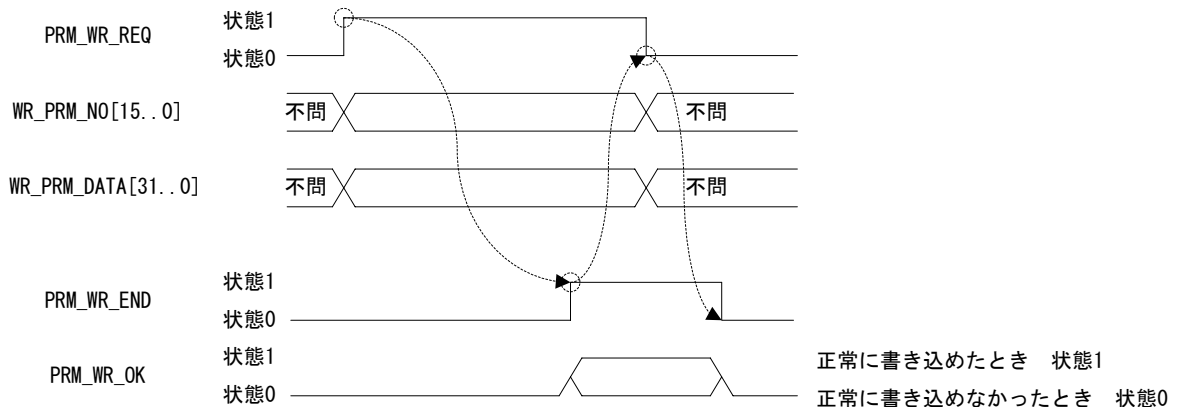 PRM_WR_REQ
状態1
状態0
WR_PRM_NO[15..0]
不問
不問
WR_PRM_DATA[31..0]
不問
不問
PRM_WR_END
状態1
状態0
PRM_WR_OK
状態1
状態0
正常に書き込めたとき 状態1
正常に書き込めなかったとき 状態0